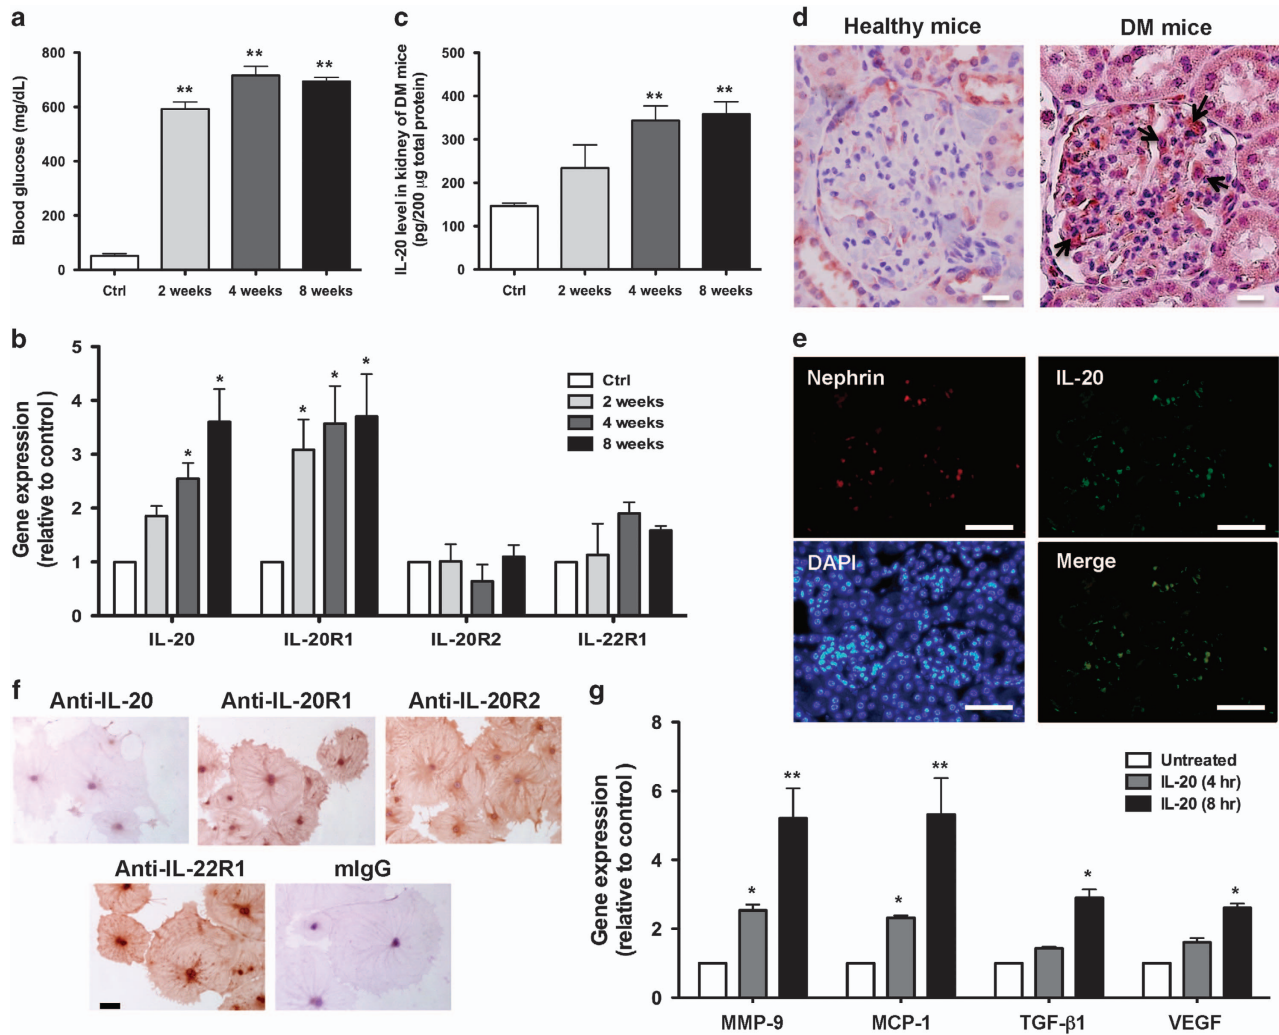 a
Blood glucose (mg/dL)
800
600
400
200
0
**
**
**
Ctrl
2 weeks
4 weeks
8 weeks
c
IL-20 level in kidney of DM mice
(pg/200 μg total protein)
500
400
300
200
100
0
**
**
Ctrl
2 weeks
4 weeks
8 weeks
d
Healthy mice
DM mice
b
Gene expression
(relative to control)
5
4
3
2
1
0
*
*
*
*
*
Ctrl
2 weeks
4 weeks
8 weeks
IL-20
IL-20R1
IL-20R2
IL-22R1
e
Nephrin
IL-20
DAPI
Merge
f
Anti-IL-20
Anti-IL-20R1
Anti-IL-20R2
Anti-IL-22R1
mIgG
g
Gene expression
(relative to control)
8
6
4
2
0
*
**
*
**
*
*
Untreated
IL-20 (4 hr)
IL-20 (8 hr)
MMP-9
MCP-1
TGF-β1
VEGF